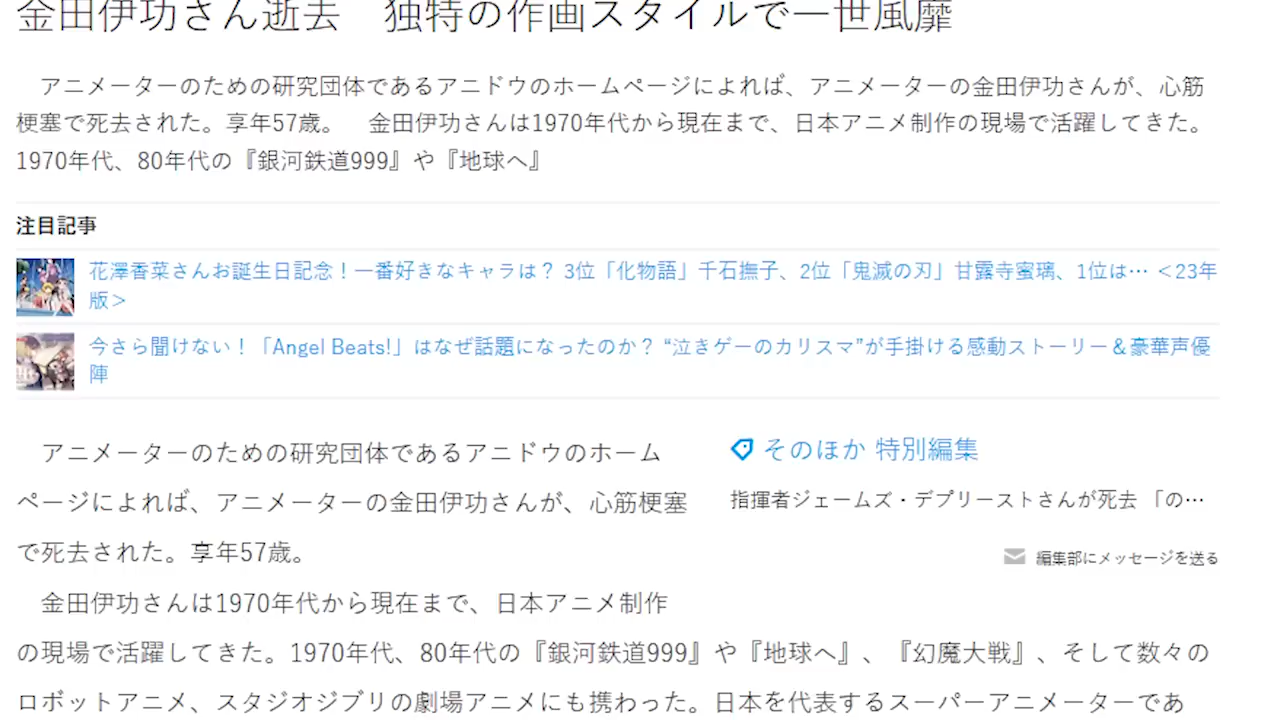 金田伊功さん逝去　独特の作画スタイルで一世風靡
アニメーターのための研究団体であるアニドウのホームページによれば、アニメーターの金田伊功さんが、心筋
梗塞で死去された。享年57歳。　金田伊功さんは1970年代から現在まで、日本アニメ制作の現場で活躍してきた。
1970年代、80年代の『銀河鉄道999』や『地球へ』
注目記事
花澤香菜さんお誕生日記念！一番好きなキャラは？ 3位「化物語」千石撫子、2位「鬼滅の刃」甘露寺蜜璃、1位は… ＜23年
版＞
今さら聞けない！「Angel Beats!」はなぜ話題になったのか？ “泣きゲーのカリスマ”が手掛ける感動ストーリー＆豪華声優
陣
アニメーターのための研究団体であるアニドウのホーム
ページによれば、アニメーターの金田伊功さんが、心筋梗塞
で死去された。享年57歳。
そのほか 特別編集
指揮者ジェームズ・デプリーストさんが死去 「の…
編集部にメッセージを送る
金田伊功さんは1970年代から現在まで、日本アニメ制作
の現場で活躍してきた。1970年代、80年代の『銀河鉄道999』や『地球へ』、『幻魔大戦』、そして数々の
ロボットアニメ、スタジオジブリの劇場アニメにも携わった。日本を代表するスーパーアニメーターであ